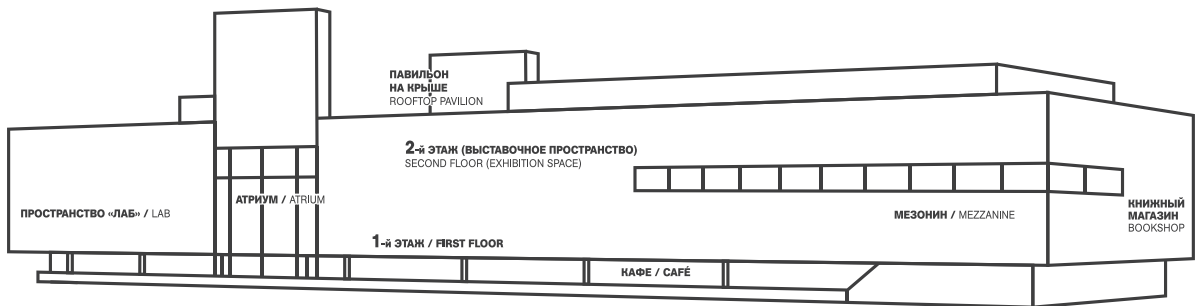 ПАВИЛЬОН
НА КРЫШЕ
ROOFTOP PAVILION
2-й ЭТАЖ (ВЫСТАВОЧНОЕ ПРОСТРАНСТВО)
SECOND FLOOR (EXHIBITION SPACE)
АТРИУМ / ATRIUM
ПРОСТРАНСТВО «ЛАБ» / LAB
МЕЗОНИН / MEZZANINE
КНИЖНЫЙ
МАГАЗИН
BOOKSHOP
1-й ЭТАЖ / FIRST FLOOR
КАФЕ / CAFÉ